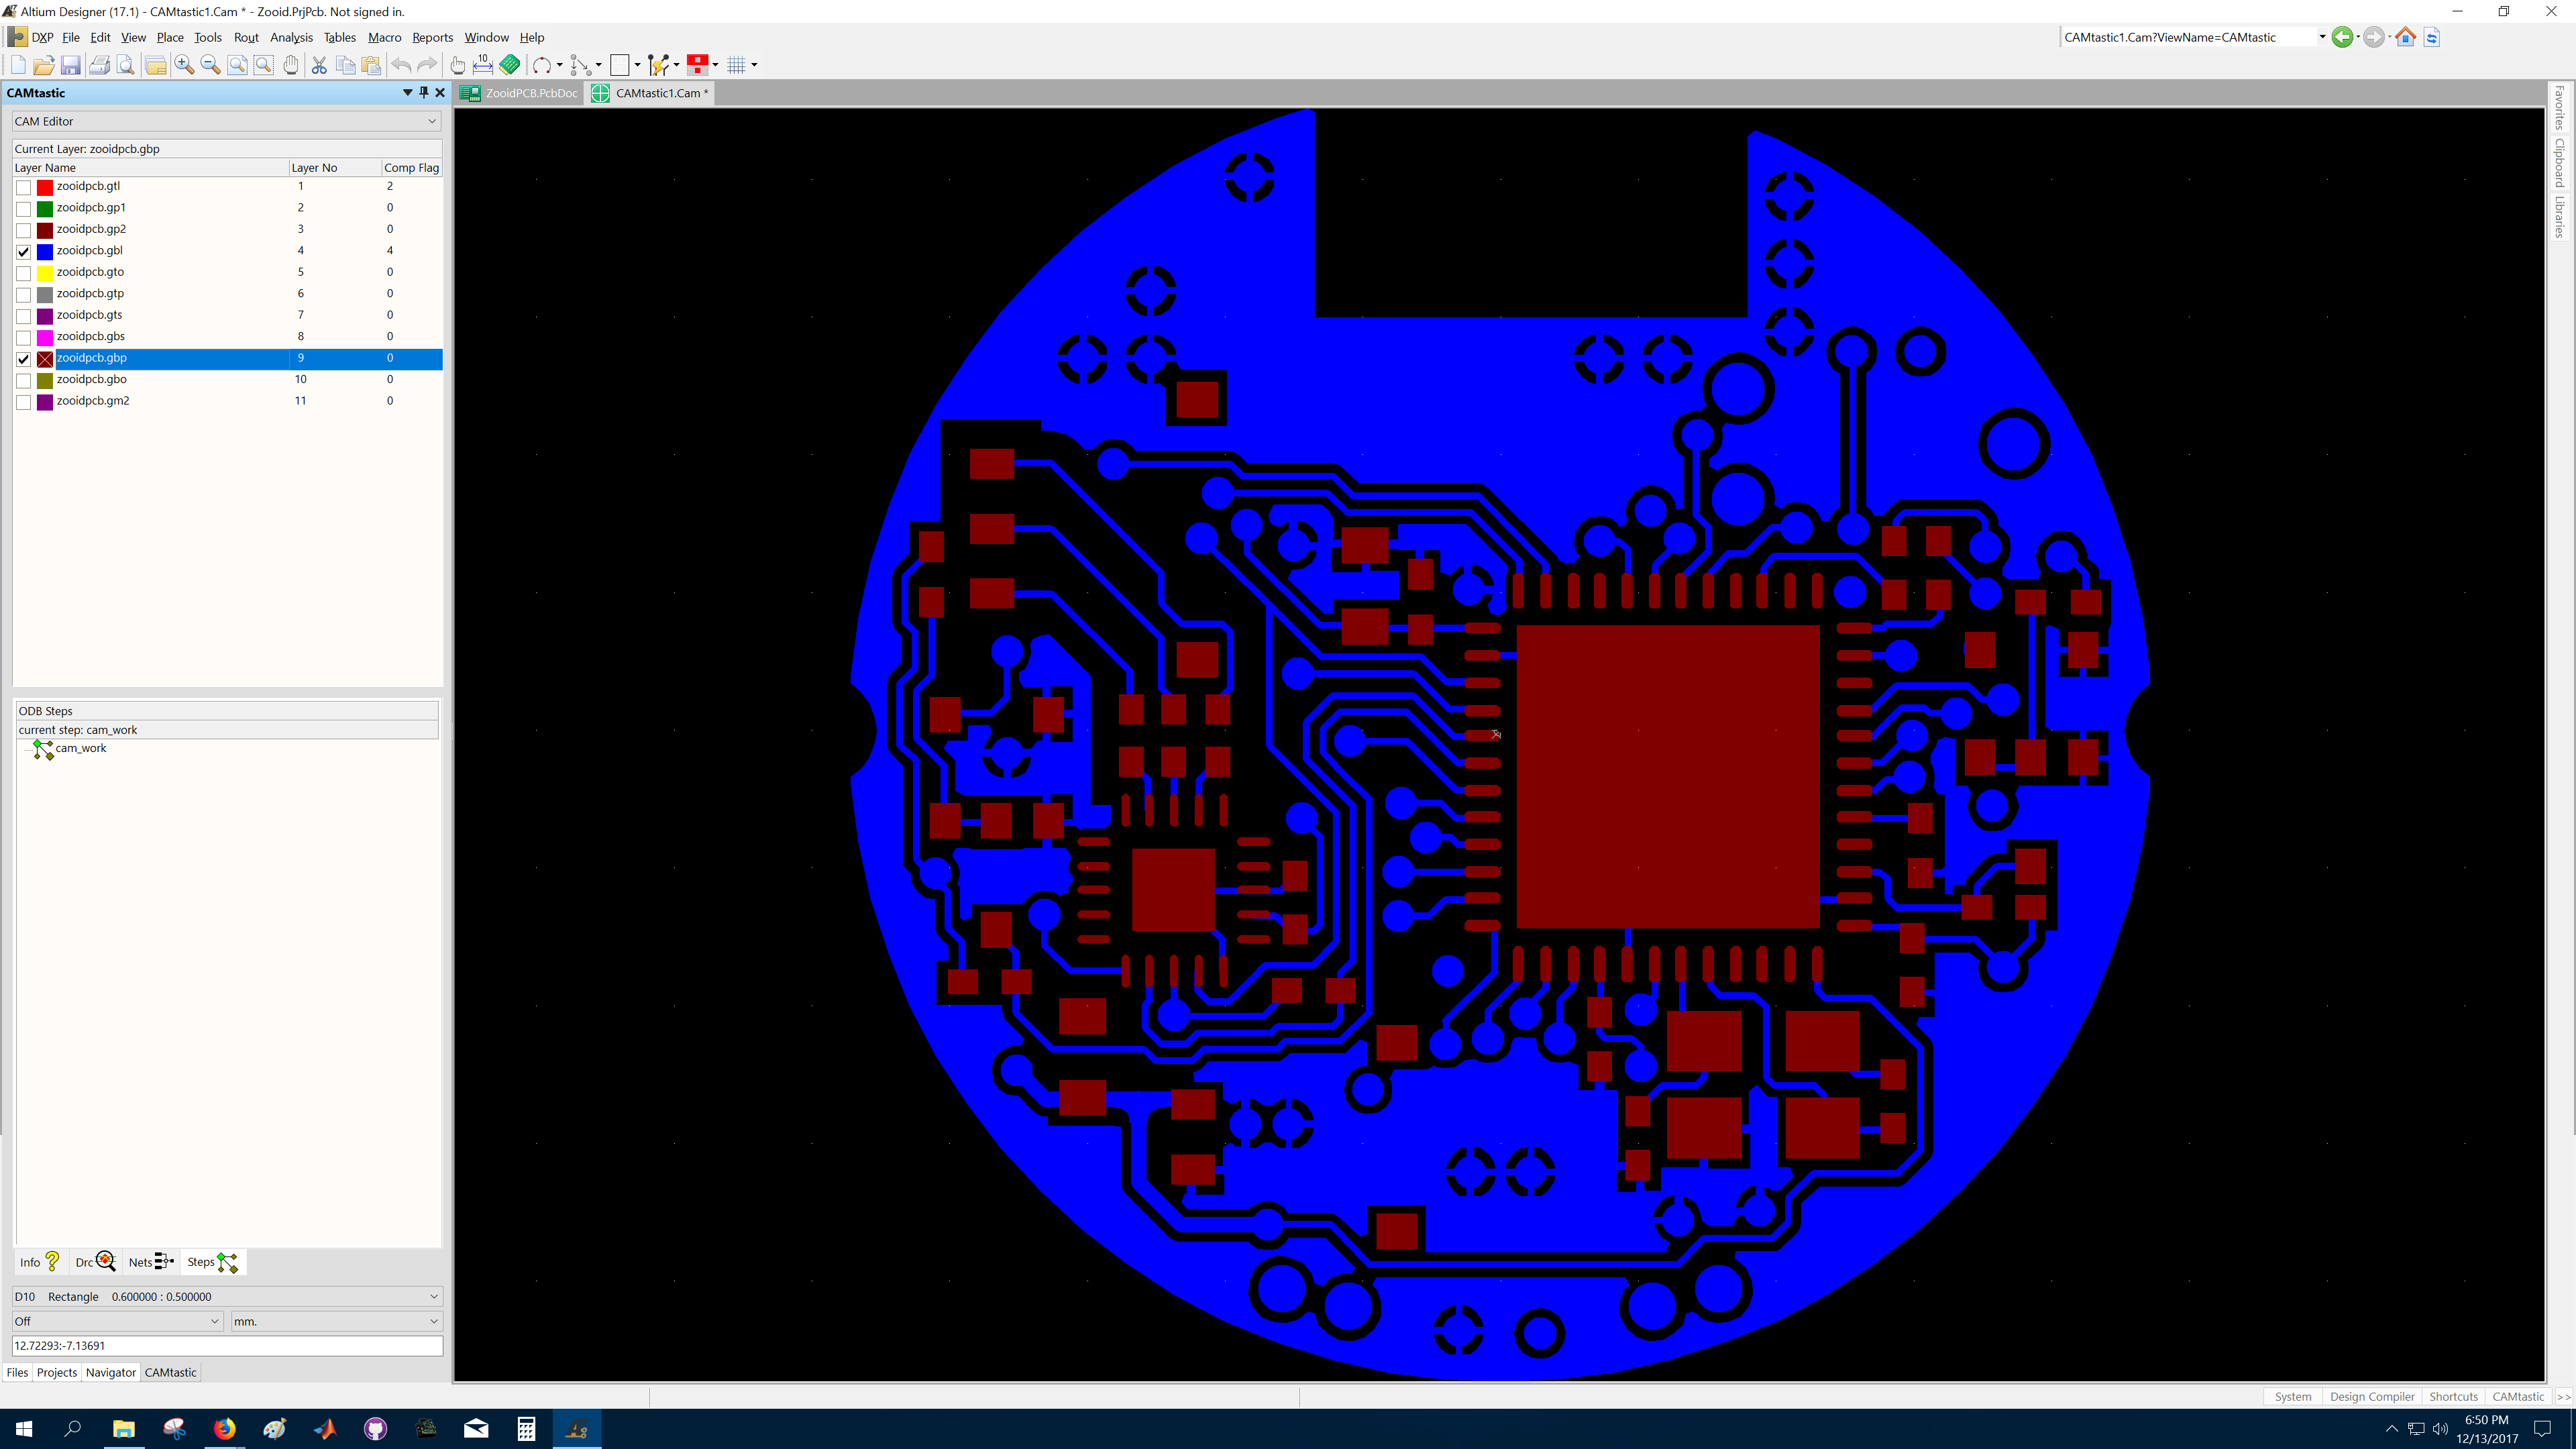 Altium Designer (17.1) - CAMtastic1.Cam * - Zooid.PrjPcb. Not signed in.
DXP File Edit View Place Tools Rout Analysis Tables Macro Reports Window Help
CAMtastic1.Cam?ViewName=CAMtastic
10
CAMtastic
ZooidPCB.PcbDoc
CAMtastic1.Cam *
Favorites
Clipboard
Libraries
CAM Editor
Current Layer: zooidpcb.gbp
Layer Name Layer No Comp Flag
zooidpcb.gtl 1 2
zooidpcb.gp1 2 0
zooidpcb.gp2 3 0
zooidpcb.gbl 4 4
zooidpcb.gto 5 0
zooidpcb.gtp 6 0
zooidpcb.gts 7 0
zooidpcb.gbs 8 0
zooidpcb.gbp 9 0
zooidpcb.gbo 10 0
zooidpcb.gm2 11 0
ODB Steps
current step: cam_work
cam_work
Info Drc Nets Steps
D10 Rectangle 0.600000 : 0.500000
Off mm.
12.72293:-7.13691
Files Projects Navigator CAMtastic
System Design Compiler Shortcuts CAMtastic >>
6:50 PM
12/13/2017